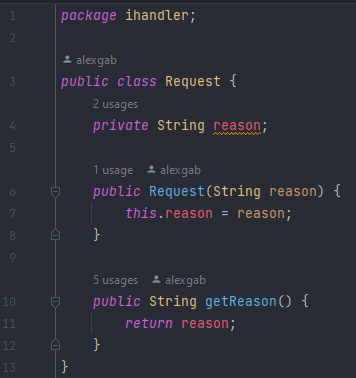 1 package ihandler;
2
alexgab
3 public class Request {
2 usages
4 private String reason;
5
1 usage alexgab
6 public Request(String reason) {
7 this.reason = reason;
8 }
9
5 usages alexgab
10 public String getReason() {
11 return reason;
12 }
13 }